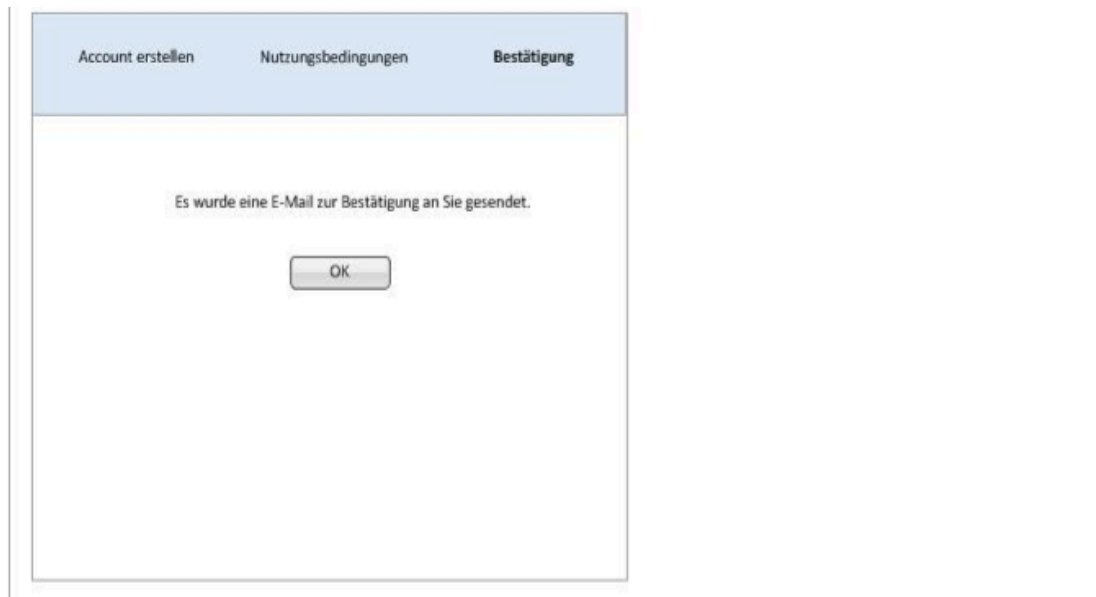 Account erstellen Nutzungsbedingungen Bestätigung
Es wurde eine E-Mail zur Bestätigung an Sie gesendet.
OK